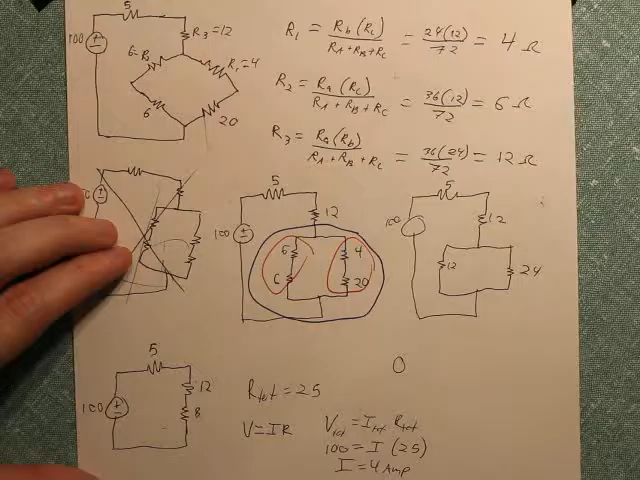 5
100
R3=12
6=R2
R1=4
6
20
R1 = Rb(Rc) / RA+RB+RC = 24(12) / 72 = 4 Ω
R2 = Ra(Rc) / RA+RB+RC = 36(12) / 72 = 6 Ω
R3 = Ra(Rb) / RA+RB+RC = 36(24) / 72 = 12 Ω
5
100
12
6
4
6
20
5
100
12
12
24
5
100
12
8
Rtot = 25
V=IR
Vtot = Itot Rtot
100 = I (25)
I = 4 Amp